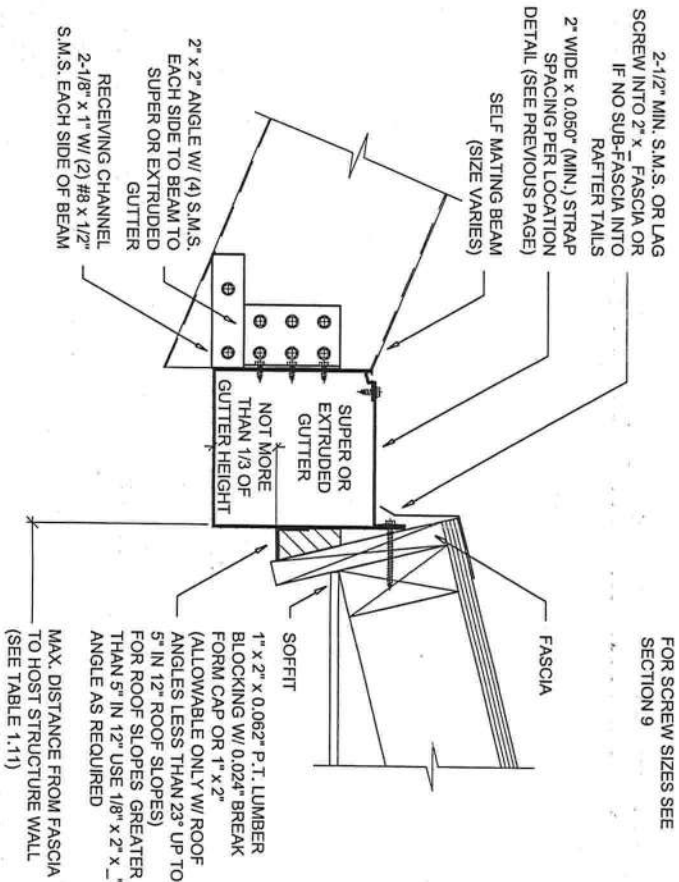 2-1/2" MIN. S.M.S. OR LAG
SCREW INTO 2" x _ FASCIA OR
IF NO SUB-FASCIA INTO
RAFTER TAILS
2" WIDE x 0.050" (MIN.) STRAP
SPACING PER LOCATION
DETAIL (SEE PREVIOUS PAGE)
SELF MATING BEAM
(SIZE VARIES)
2" x 2" ANGLE W/ (4) S.M.S.
EACH SIDE TO BEAM TO
SUPER OR EXTRUDED
GUTTER
RECEIVING CHANNEL
2-1/8" x 1" W/ (2) #8 x 1/2"
S.M.S. EACH SIDE OF BEAM
SUPER OR
EXTRUDED
GUTTER
NOT MORE
THAN 1/3 OF
GUTTER HEIGHT
FOR SCREW SIZES SEE
SECTION 9
FASCIA
SOFFIT
1" x 2" x 0.062" P.T. LUMBER
BLOCKING W/ 0.024" BREAK
FORM CAP OR 1" x 2"
(ALLOWABLE ONLY W/ ROOF
ANGLES LESS THAN 23° UP TO
5" IN 12" ROOF SLOPES)
FOR ROOF SLOPES GREATER
THAN 5" IN 12" USE 1/8" x 2" x _"
ANGLE AS REQUIRED
MAX. DISTANCE FROM FASCIA
TO HOST STRUCTURE WALL
(SEE TABLE 1.11)